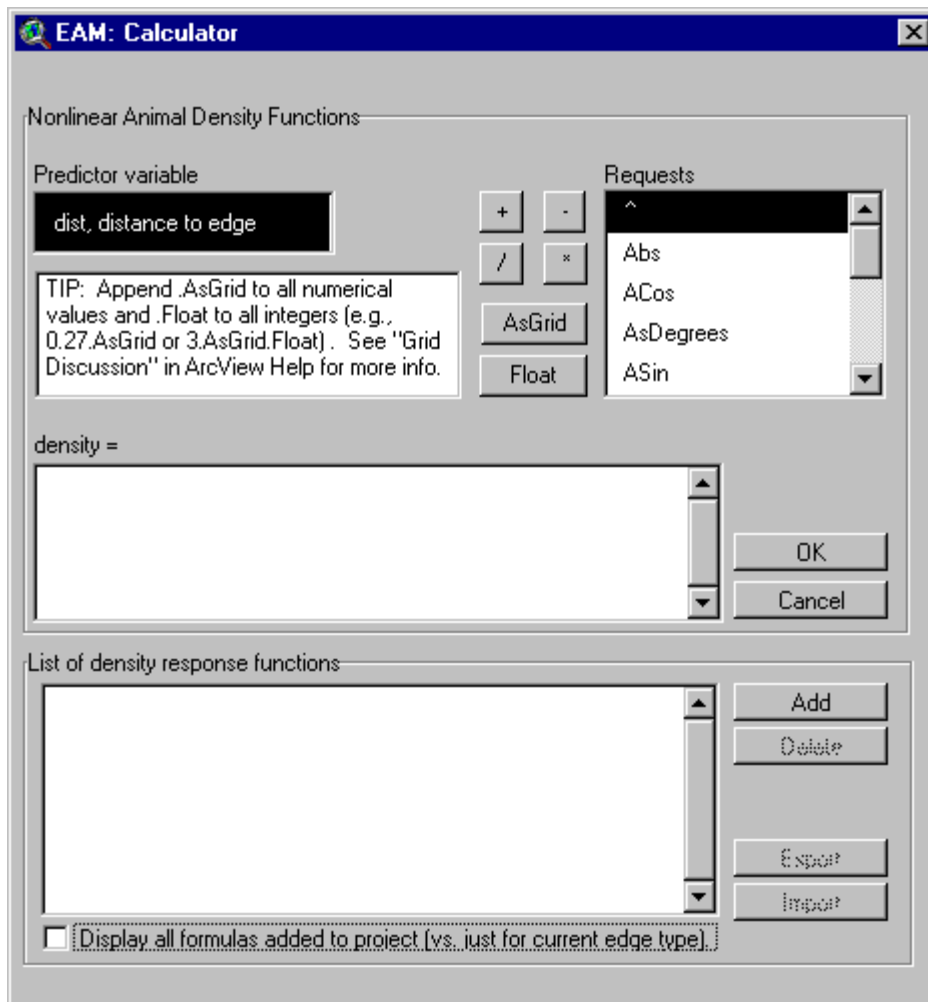 EAM: Calculator
Nonlinear Animal Density Functions
Predictor variable
dist, distance to edge
TIP:  Append .AsGrid to all numerical
values and .Float to all integers (e.g.,
0.27.AsGrid or 3.AsGrid.Float) .  See "Grid
Discussion" in ArcView Help for more info.
+ -
/ *
AsGrid
Float
Requests
^
Abs
ACos
AsDegrees
ASin
density =
OK
Cancel
List of density response functions
Add
Delete
Export
Import
Display all formulas added to project (vs. just for current edge type).